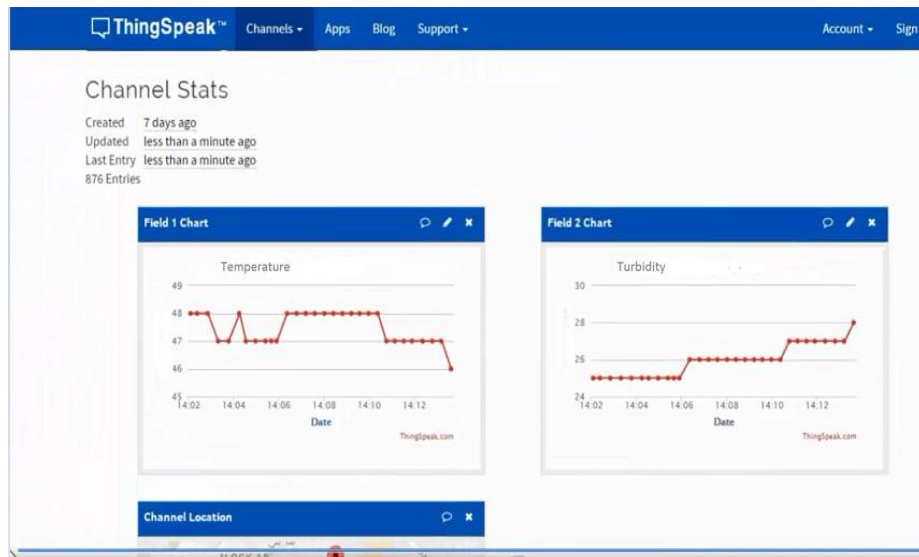 ThingSpeak™ Channels Apps Blog Support Account Sign
Channel Stats
Created 7 days ago
Updated less than a minute ago
Last Entry less than a minute ago
876 Entries
Field 1 Chart
Temperature
49
48
47
46
45
14:02 14:04 14:06 14:08 14:10 14:12
Date
ThingSpeak.com
Field 2 Chart
Turbidity
30
28
26
24
14:02 14:04 14:06 14:08 14:10 14:12
Date
ThingSpeak.com
Channel Location